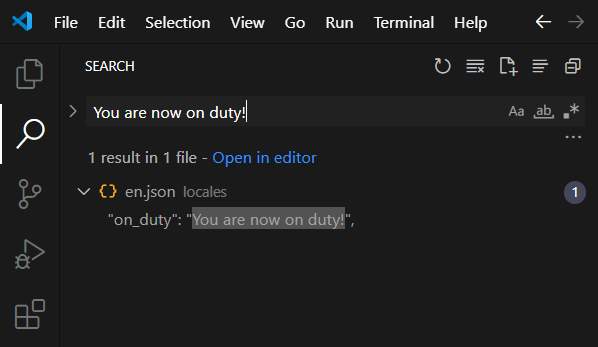 File Edit Selection View Go Run Terminal Help
SEARCH
You are now on duty! Aa ab
1 result in 1 file - Open in editor
{} en.json locales 1
"on_duty": "You are now on duty!",